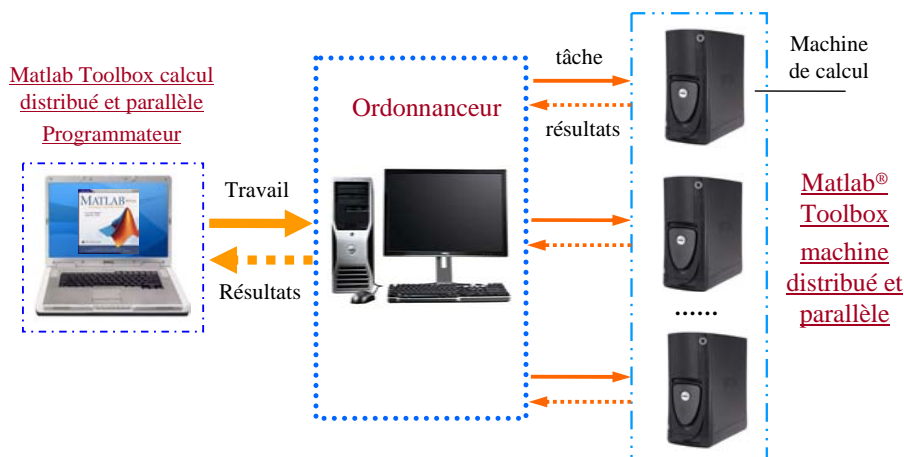 Matlab Toolbox calcul
distribué et parallèle
Programmateur
MATLAB
Travail
Résultats
Ordonnanceur
tâche
résultats
Machine
de calcul
Matlab®
Toolbox
machine
distribué et
parallèle
......